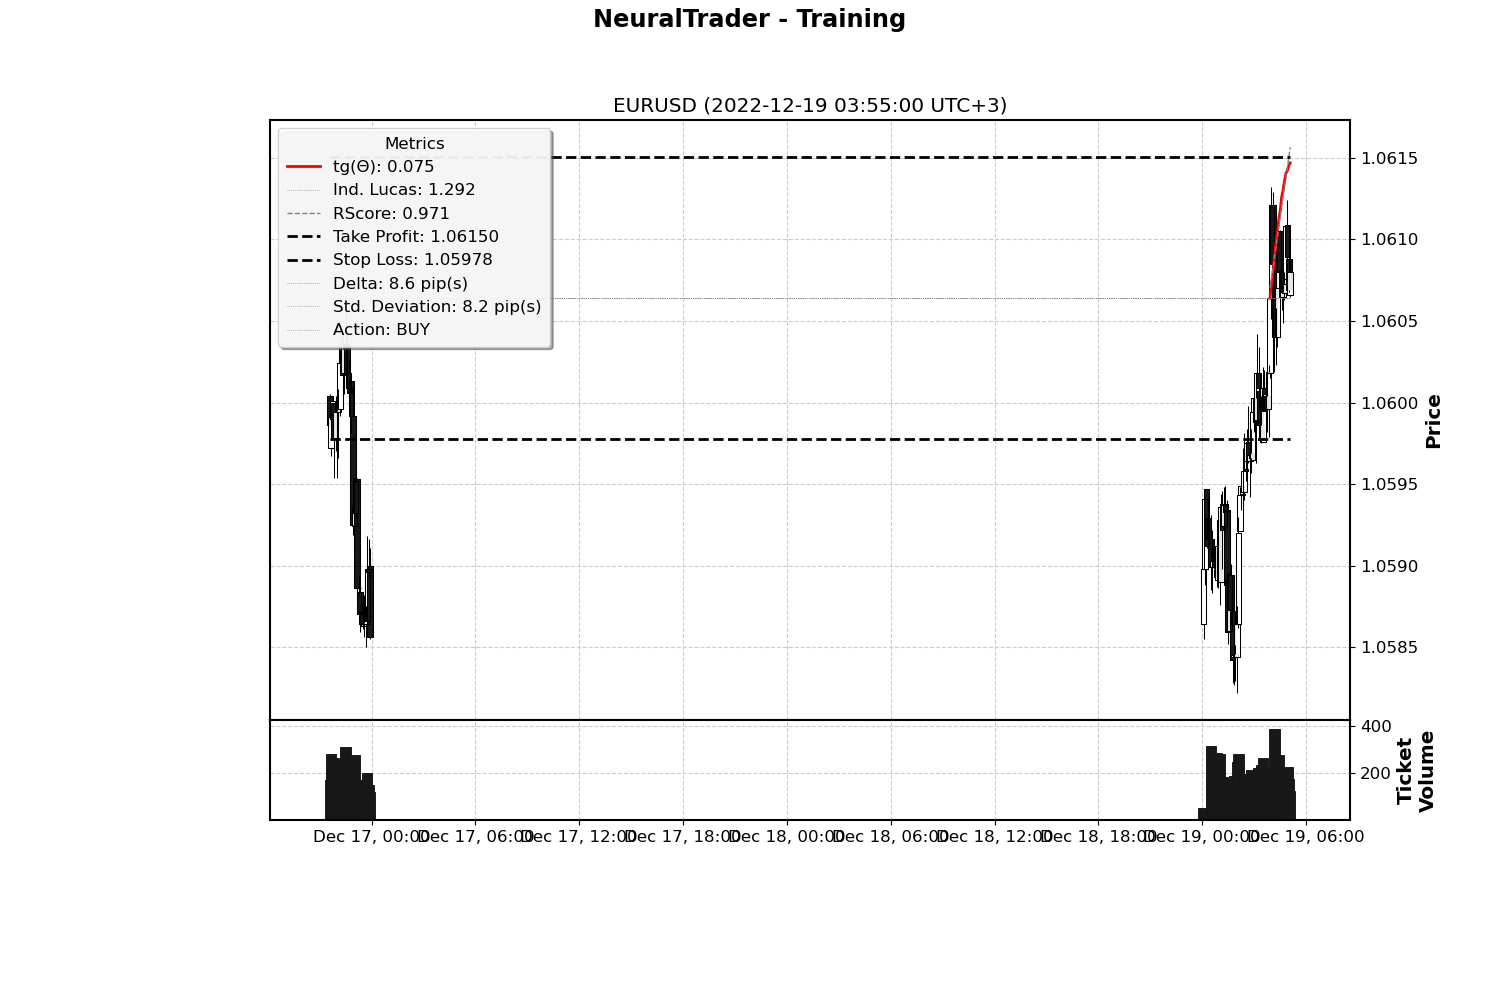 NeuralTrader - Training
EURUSD (2022-12-19 03:55:00 UTC+3)
Metrics
tg(Θ): 0.075
Ind. Lucas: 1.292
RScore: 0.971
Take Profit: 1.06150
Stop Loss: 1.05978
Delta: 8.6 pip(s)
Std. Deviation: 8.2 pip(s)
Action: BUY
1.0615
1.0610
1.0605
1.0600
1.0595
1.0590
1.0585
Price
400
200
Ticket
Volume
Dec 17, 00:00
Dec 17, 06:00
Dec 17, 12:00
Dec 17, 18:00
Dec 18, 00:00
Dec 18, 06:00
Dec 18, 12:00
Dec 18, 18:00
Dec 19, 00:00
Dec 19, 06:00